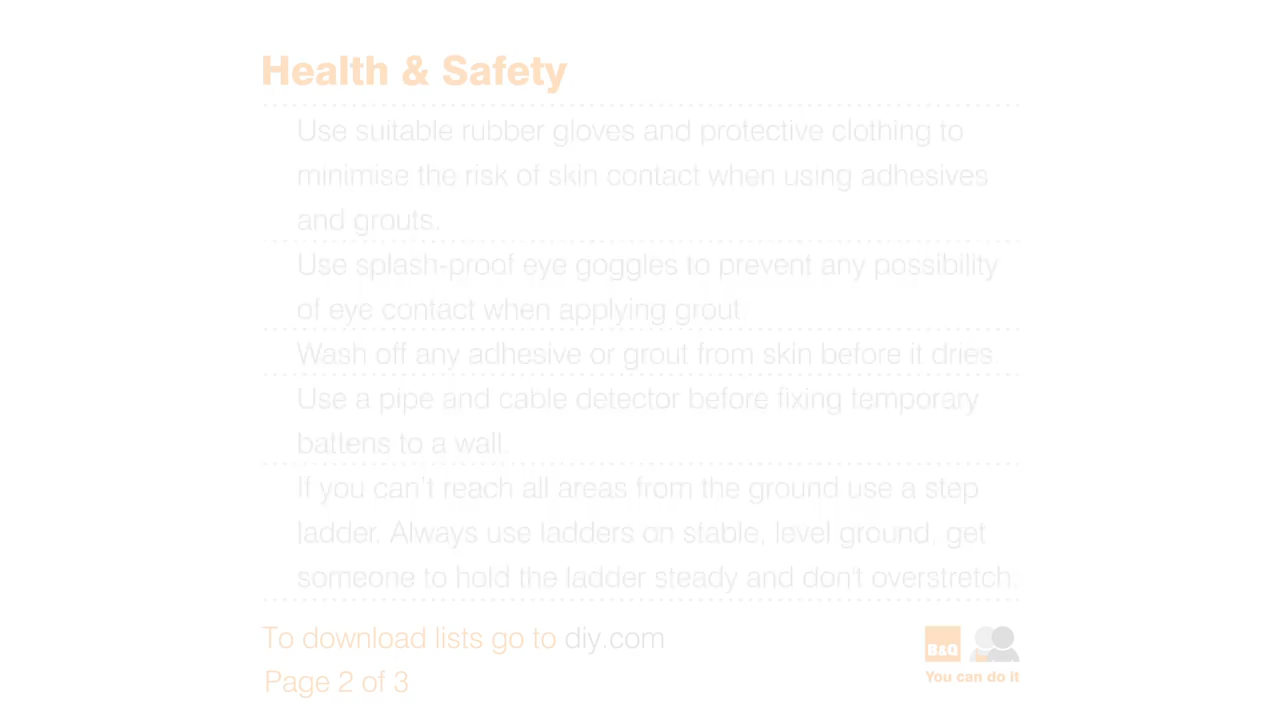 Health & Safety
Use suitable rubber gloves and protective clothing to
minimise the risk of skin contact when using adhesives
and grouts.
Use splash-proof eye goggles to prevent any possibility
of eye contact when applying grout.
Wash off any adhesive or grout from skin before it dries.
Use a pipe and cable detector before fixing temporary
battens to a wall.
If you can't reach all areas from the ground use a step
ladder. Always use ladders on stable, level ground, get
someone to hold the ladder steady and don't overstretch.
To download lists go to diy.com
Page 2 of 3
B&Q
You can do it